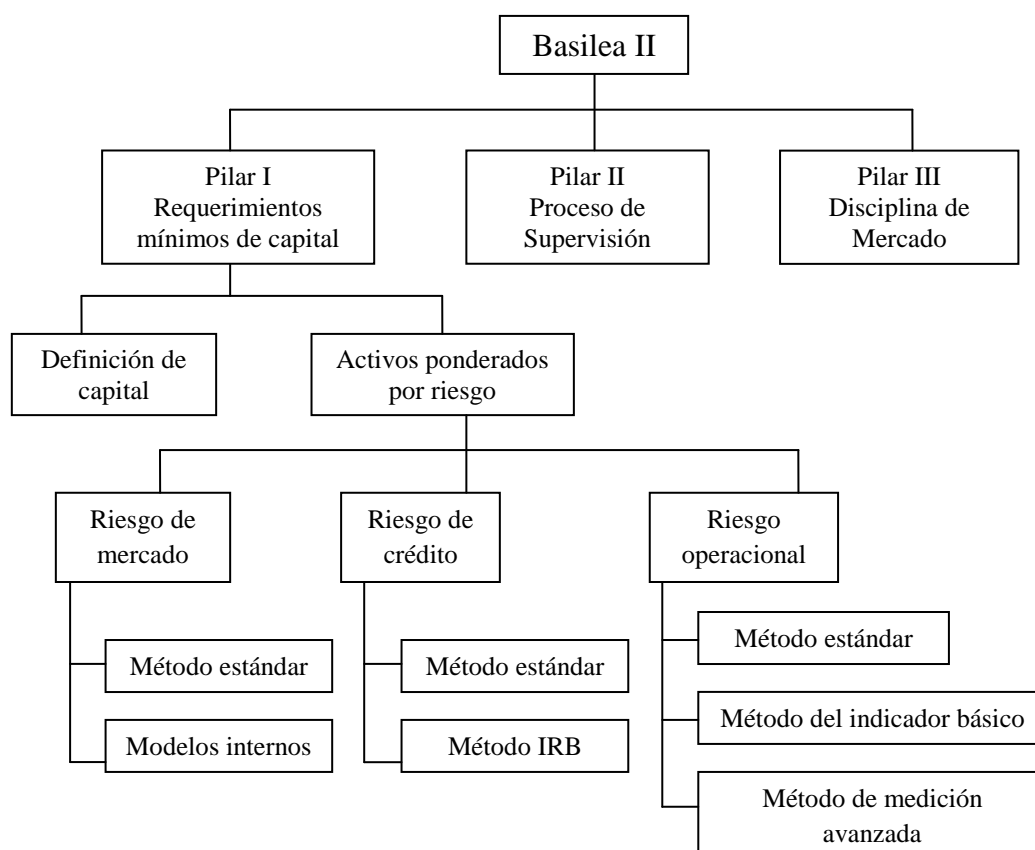 Basilea II
Pilar I
Requerimientos
mínimos de capital
Pilar II
Proceso de
Supervisión
Pilar III
Disciplina de
Mercado
Definición de
capital
Activos ponderados
por riesgo
Riesgo de
mercado
Riesgo de
crédito
Riesgo
operacional
Método estándar
Modelos internos
Método estándar
Método IRB
Método estándar
Método del indicador básico
Método de medición
avanzada